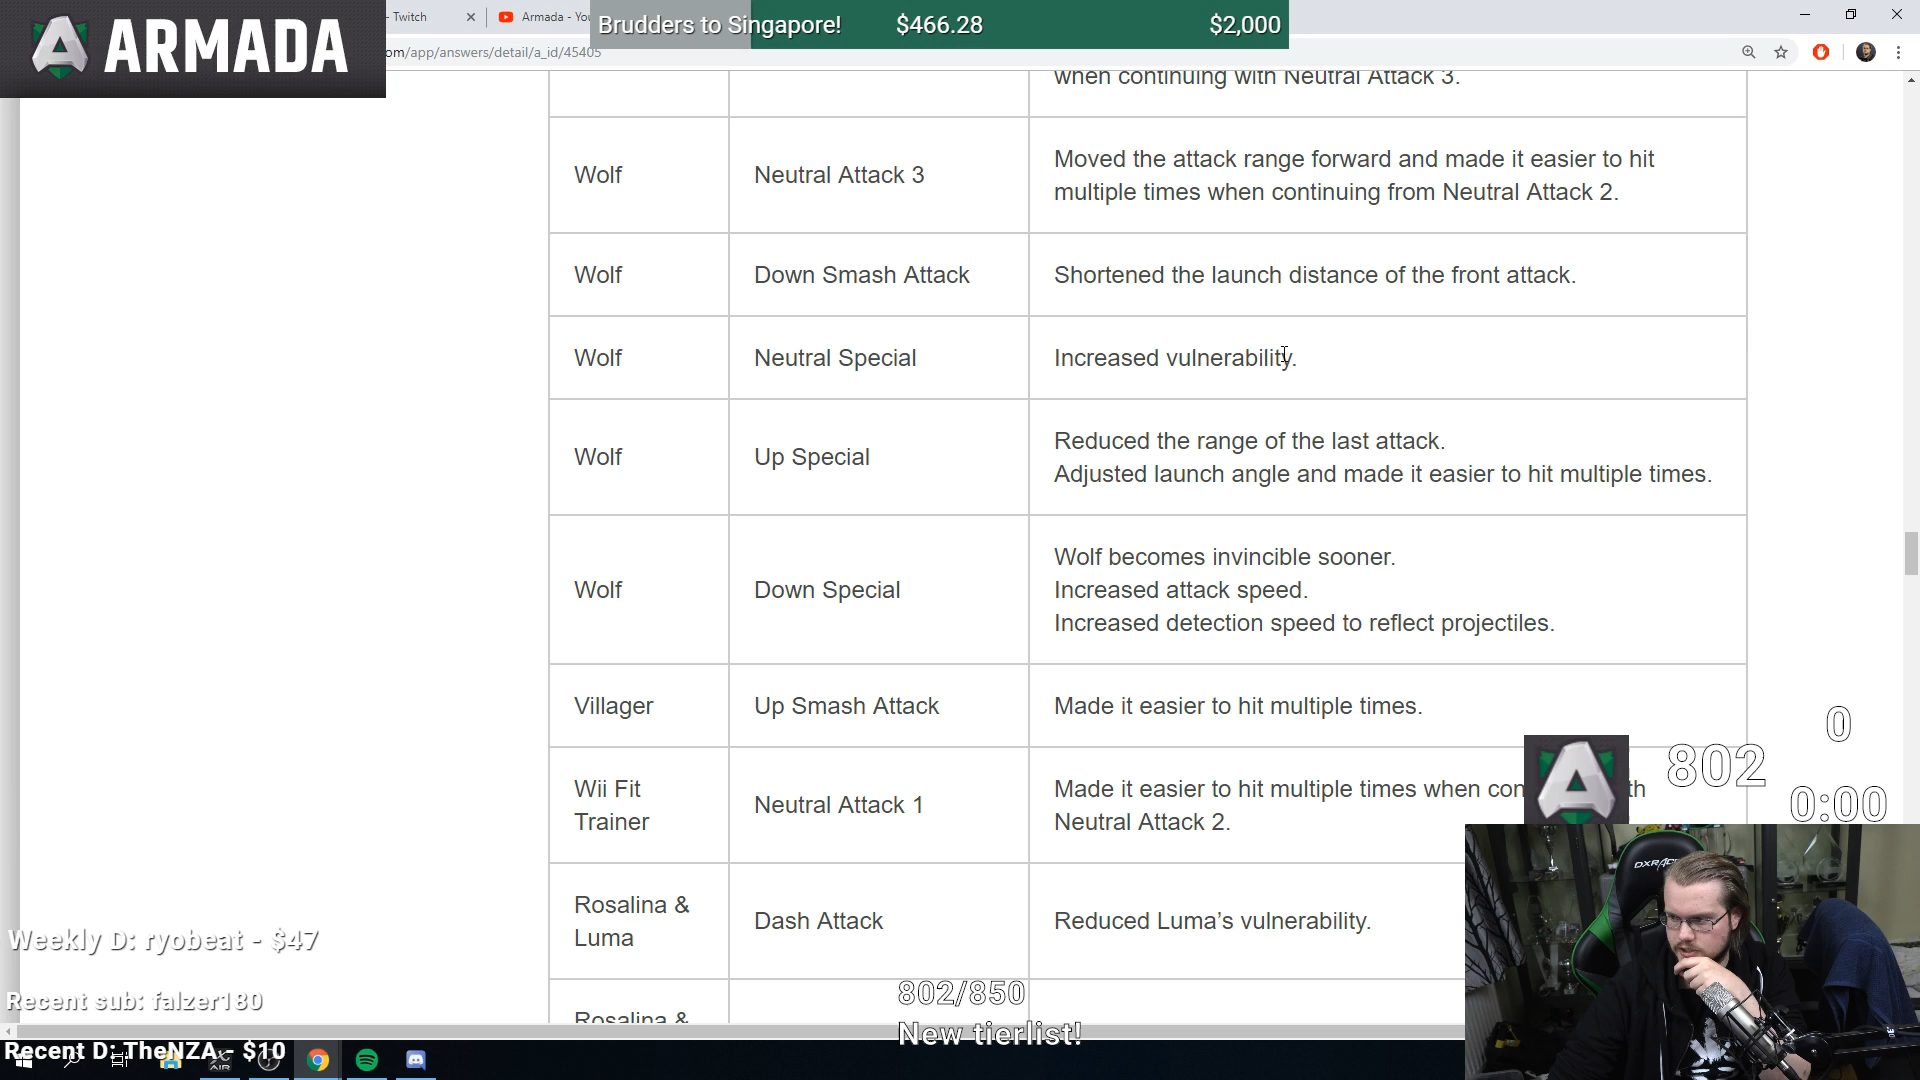 ARMADA
- Twitch
Armada - You
Brudders to Singapore! $466.28 $2,000
om/app/answers/detail/a_id/45405
when continuing with Neutral Attack 3.
Wolf
Neutral Attack 3
Moved the attack range forward and made it easier to hit
multiple times when continuing from Neutral Attack 2.
Wolf
Down Smash Attack
Shortened the launch distance of the front attack.
Wolf
Neutral Special
Increased vulnerability.
Wolf
Up Special
Reduced the range of the last attack.
Adjusted launch angle and made it easier to hit multiple times.
Wolf
Down Special
Wolf becomes invincible sooner.
Increased attack speed.
Increased detection speed to reflect projectiles.
Villager
Up Smash Attack
Made it easier to hit multiple times.
0
802
0:00
Wii Fit
Trainer
Neutral Attack 1
Made it easier to hit multiple times when con th
Neutral Attack 2.
DXRAC
Rosalina &
Luma
Dash Attack
Reduced Luma's vulnerability.
Rosalina &
Weekly D: ryobeat - $47
Recent sub: falzer180
802/850
New tierlist!
Recent D: TheNZA - $10
AIR